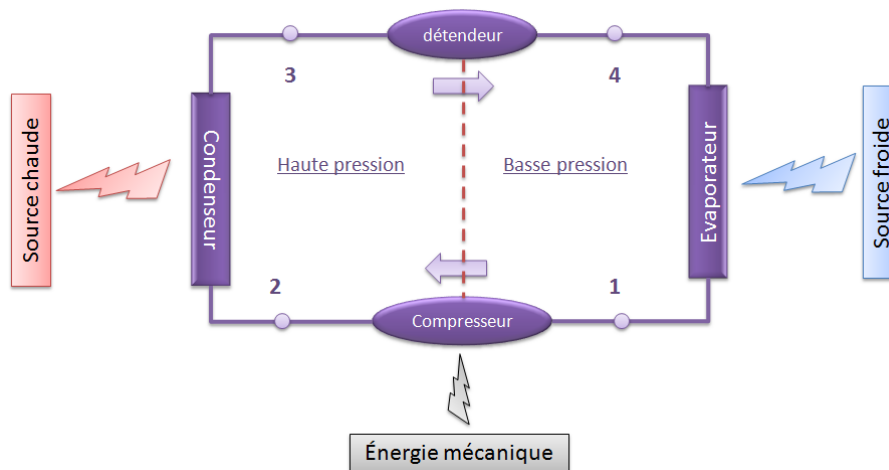 détendeur
3
4
Source chaude
Condenseur
Haute pression
Basse pression
Evaporateur
Source froide
2
1
Compresseur
Énergie mécanique